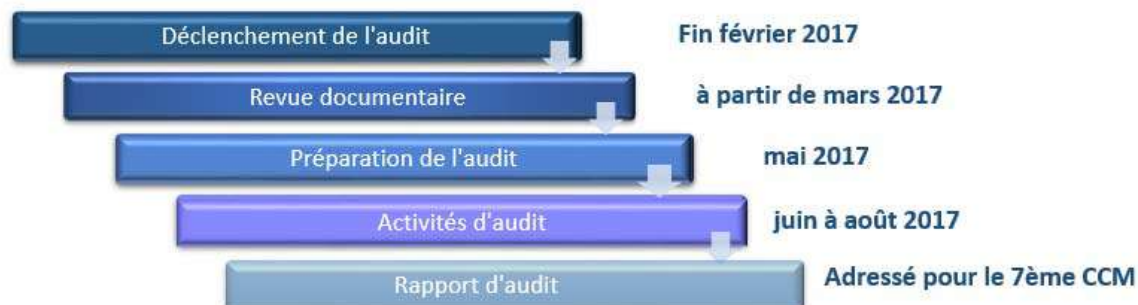 Déclenchement de l'audit Fin février 2017
Revue documentaire à partir de mars 2017
Préparation de l'audit mai 2017
Activités d'audit juin à août 2017
Rapport d'audit Adressé pour le 7ème CCM